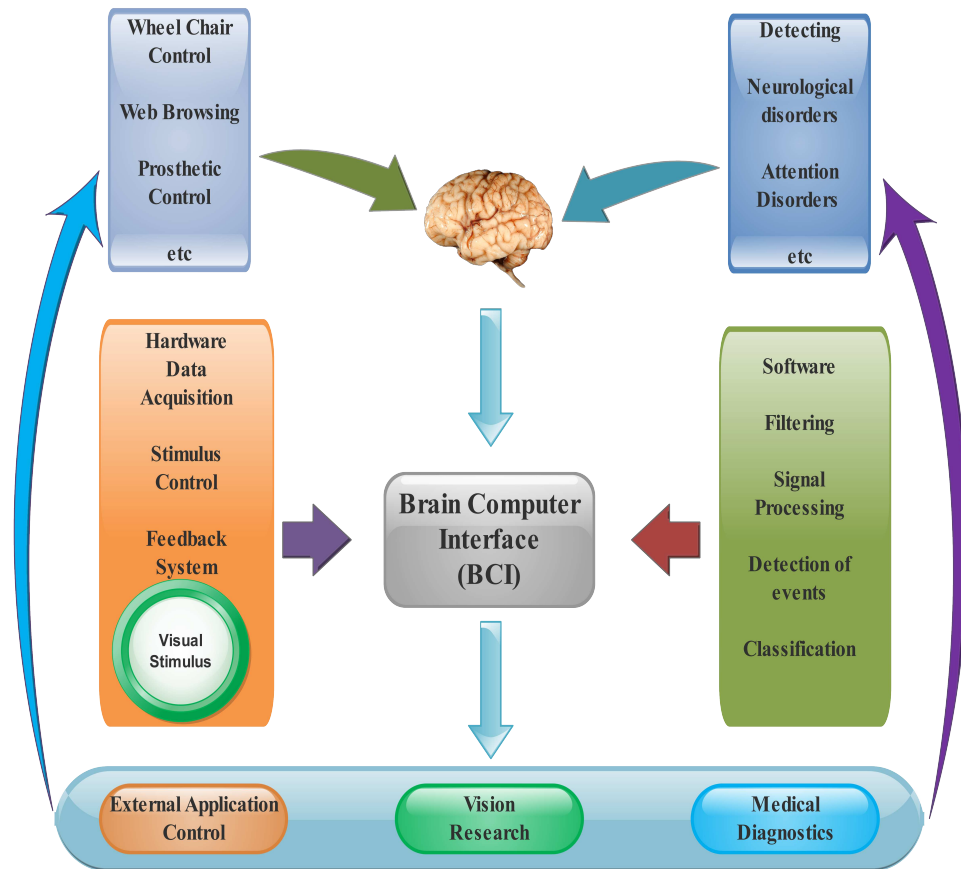 Wheel Chair
Control
Web Browsing
Prosthetic
Control
etc
Detecting
Neurological
disorders
Attention
Disorders
etc
Hardware
Data
Acquisition
Stimulus
Control
Feedback
System
Visual
Stimulus
Brain Computer
Interface
(BCI)
Software
Filtering
Signal
Processing
Detection of
events
Classification
External Application
Control
Vision
Research
Medical
Diagnostics